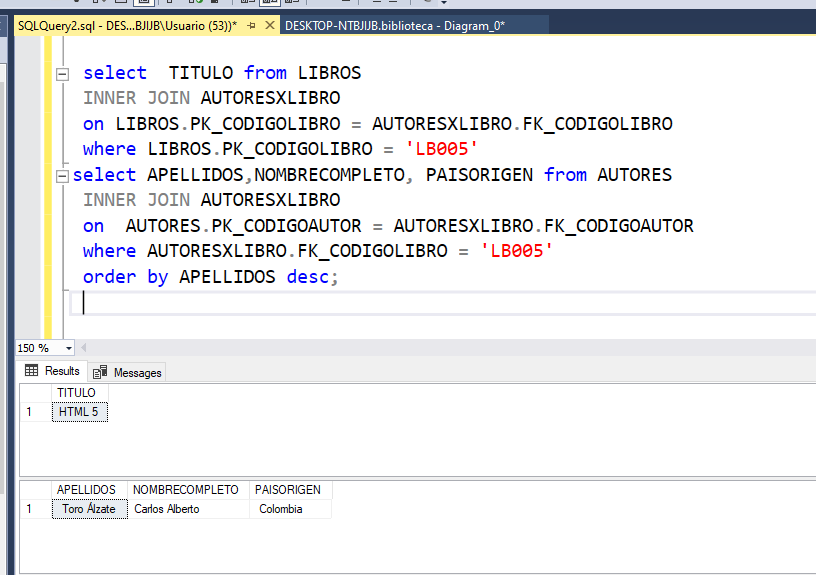 SQLQuery2.sql - DES...BJIJB\Usuario (53))* DESKTOP-NTBJIJB.biblioteca - Diagram_0*
select  TITULO from LIBROS
INNER JOIN AUTORESXLIBRO
on LIBROS.PK_CODIGOLIBRO = AUTORESXLIBRO.FK_CODIGOLIBRO
where LIBROS.PK_CODIGOLIBRO = 'LB005'
select APELLIDOS,NOMBRECOMPLETO, PAISORIGEN from AUTORES
INNER JOIN AUTORESXLIBRO
on  AUTORES.PK_CODIGOAUTOR = AUTORESXLIBRO.FK_CODIGOAUTOR
where AUTORESXLIBRO.FK_CODIGOLIBRO = 'LB005'
order by APELLIDOS desc;
150 %
Results Messages
TITULO
1 HTML 5
APELLIDOS NOMBRECOMPLETO PAISORIGEN
1 Toro Álzate Carlos Alberto Colombia